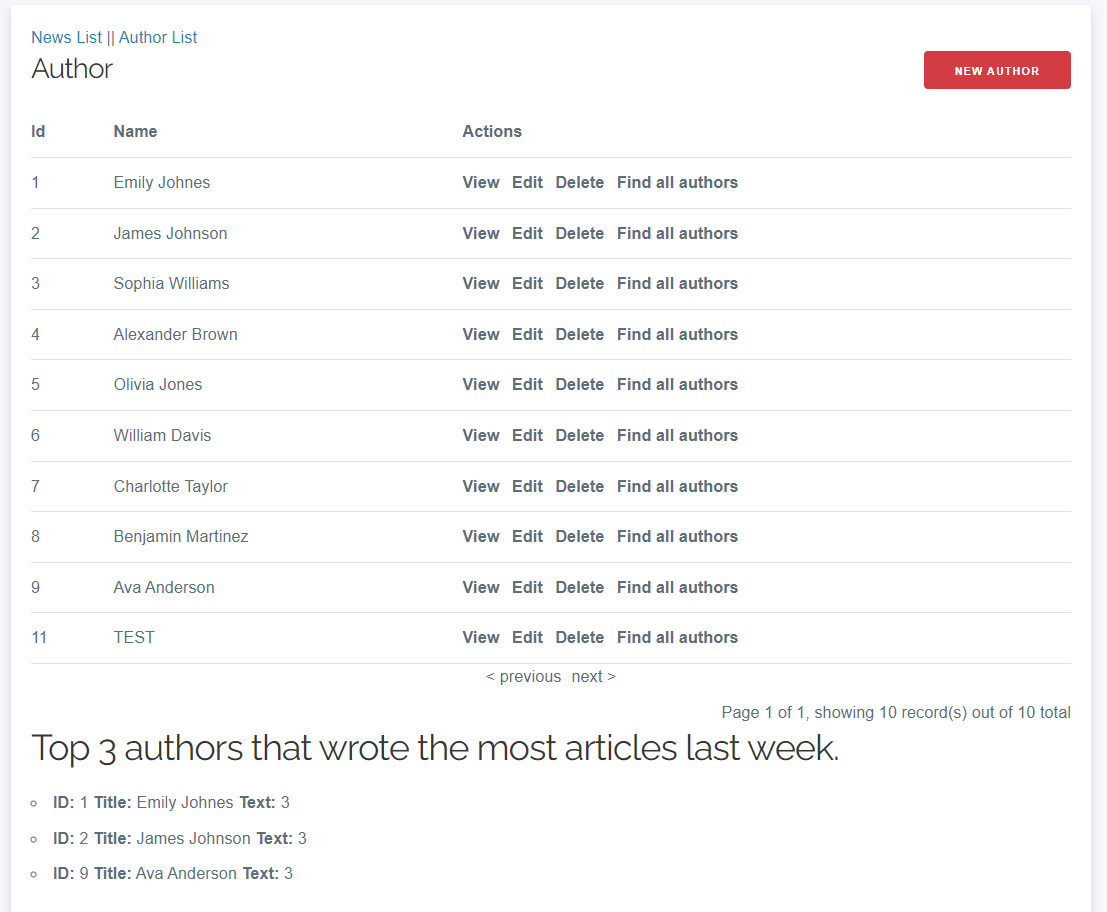 News List || Author List
Author
NEW AUTHOR
Id Name Actions
1 Emily Johnes View Edit Delete Find all authors
2 James Johnson View Edit Delete Find all authors
3 Sophia Williams View Edit Delete Find all authors
4 Alexander Brown View Edit Delete Find all authors
5 Olivia Jones View Edit Delete Find all authors
6 William Davis View Edit Delete Find all authors
7 Charlotte Taylor View Edit Delete Find all authors
8 Benjamin Martinez View Edit Delete Find all authors
9 Ava Anderson View Edit Delete Find all authors
11 TEST View Edit Delete Find all authors
< previous next >
Page 1 of 1, showing 10 record(s) out of 10 total
Top 3 authors that wrote the most articles last week.
ID: 1 Title: Emily Johnes Text: 3
ID: 2 Title: James Johnson Text: 3
ID: 9 Title: Ava Anderson Text: 3